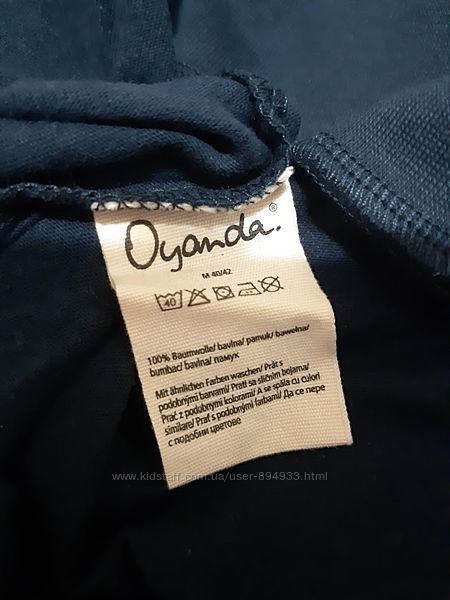 Oyanda.®
M 40/42
40
100% Baumwolle/ bavlna/ pamuk/ bawełna/
bumbac/ bavlna/ памук
Mit ähnlichen Farben waschen/ Prát s
podobnými barvami/ Prati sa sličnim bojama/
Prać z podobnymi kolorami/ A se spăla cu culori
similare/ Prať s podobnými farbami/ Да се пере
с подобни цветове
www.kidstaff.com.ua/user-894933.html